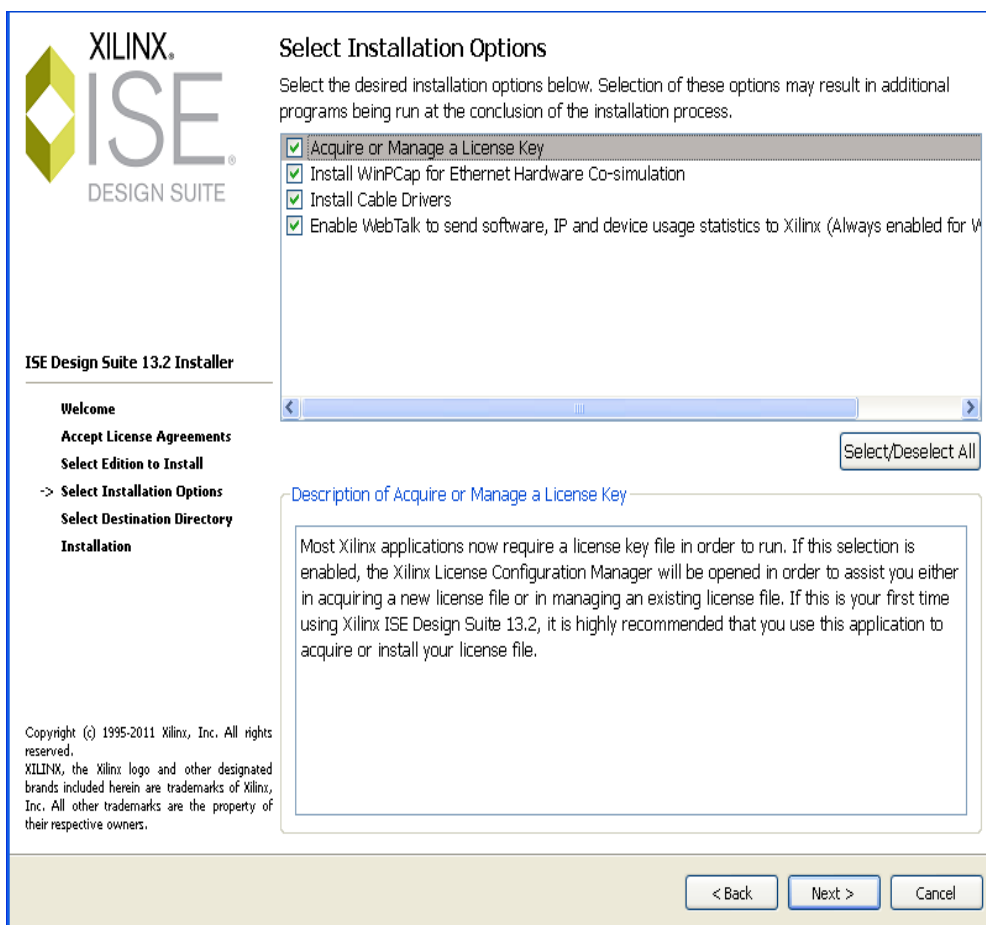 XILINX®
ISE®
DESIGN SUITE
ISE Design Suite 13.2 Installer
Welcome
Accept License Agreements
Select Edition to Install
-> Select Installation Options
Select Destination Directory
Installation
Copyright (c) 1995-2011 Xilinx, Inc. All rights
reserved.
XILINX, the Xilinx logo and other designated
brands included herein are trademarks of Xilinx,
Inc. All other trademarks are the property of
their respective owners.
Select Installation Options
Select the desired installation options below. Selection of these options may result in additional
programs being run at the conclusion of the installation process.
Acquire or Manage a License Key
Install WinPCap for Ethernet Hardware Co-simulation
Install Cable Drivers
Enable WebTalk to send software, IP and device usage statistics to Xilinx (Always enabled for
Select/Deselect All
Description of Acquire or Manage a License Key
Most Xilinx applications now require a license key file in order to run. If this selection is
enabled, the Xilinx License Configuration Manager will be opened in order to assist you either
in acquiring a new license file or in managing an existing license file. If this is your first time
using Xilinx ISE Design Suite 13.2, it is highly recommended that you use this application to
acquire or install your license file.
< Back
Next >
Cancel